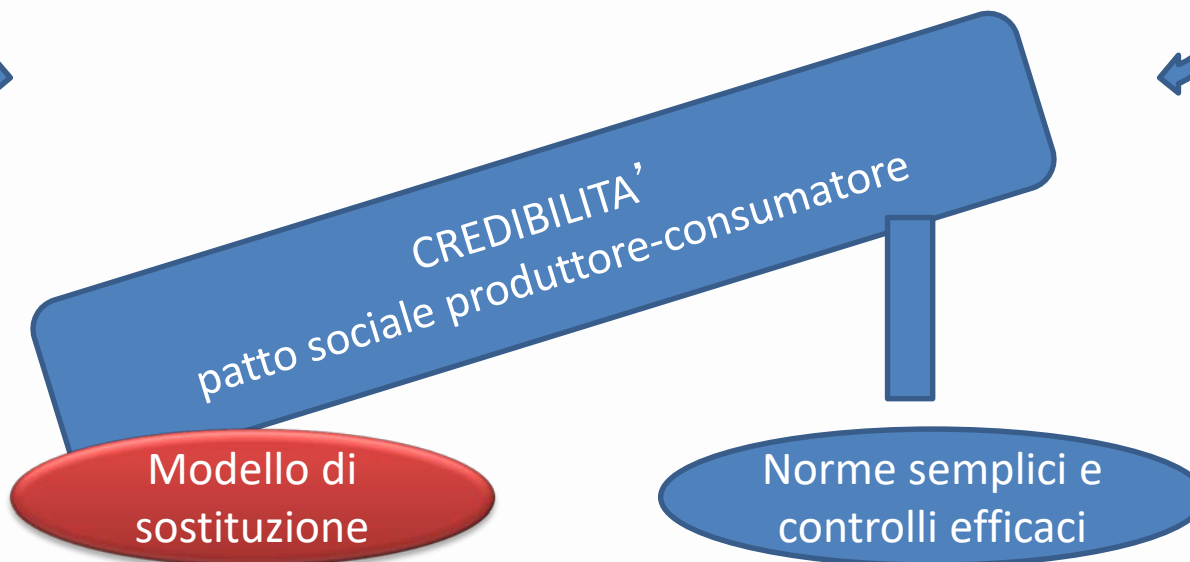 CREDIBILITA’
patto sociale produttore-consumatore
Modello di
sostituzione
Norme semplici e
controlli efficaci